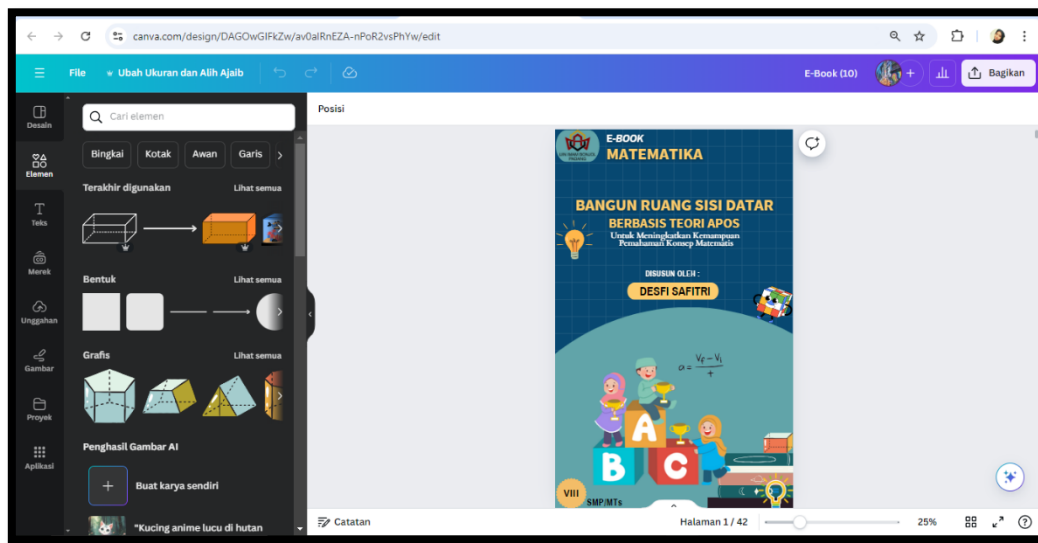 canva.com/design/DAGOwGIFkZw/av0alRnEZA-nPoR2vsPhYw/edit
File
Ubah Ukuran dan Alih Ajaib
E-Book (10)
Bagikan
Desain
Elemen
Teks
Merek
Unggahan
Gambar
Proyek
Aplikasi
Cari elemen
Bingkai
Kotak
Awan
Garis
Terakhir digunakan
Lihat semua
Bentuk
Lihat semua
Grafis
Lihat semua
Penghasil Gambar AI
Buat karya sendiri
"Kucing anime lucu di hutan
Posisi
E-BOOK
MATEMATIKA
BANGUN RUANG SISI DATAR
BERBASIS TEORI APOS
Untuk Meningkatkan Kemampuan
Pemahaman Konsep Matematis
DISUSUN OLEH :
DESFI SAFITRI
A
B
C
VIII
SMP/MTs
Catatan
Halaman 1 / 42
25%